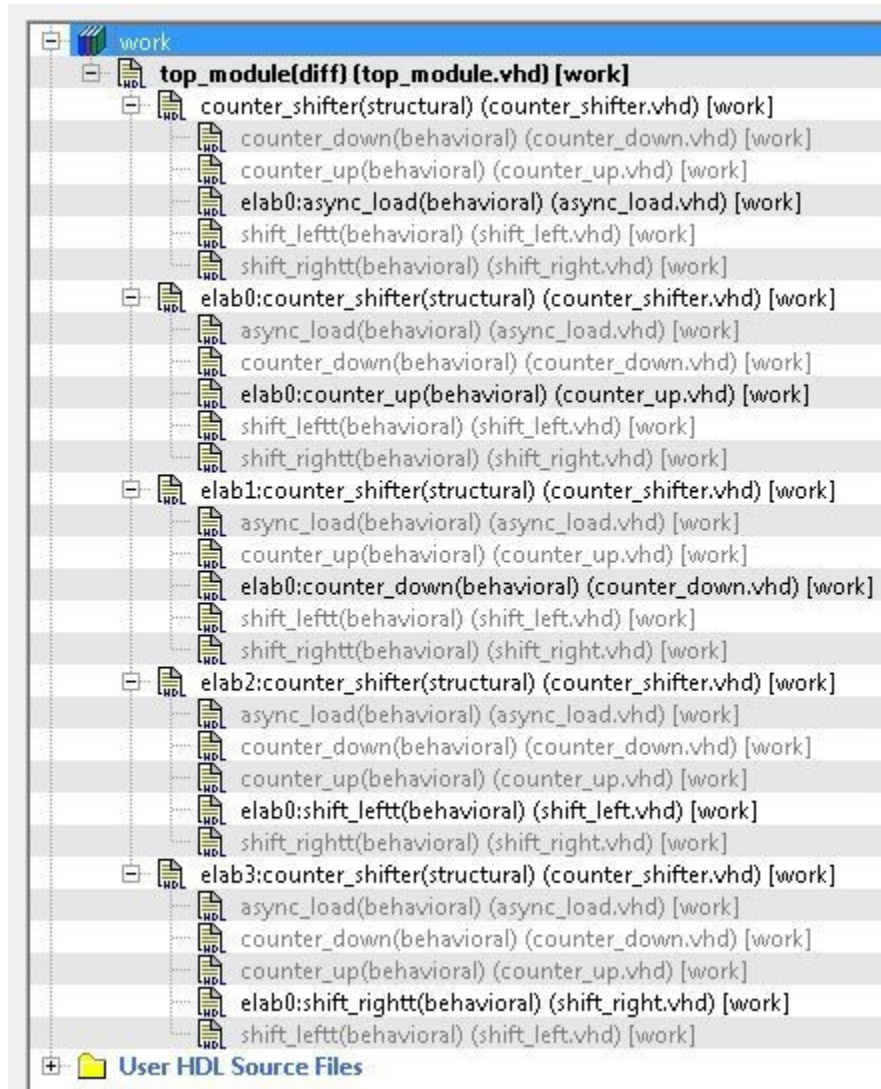 work
top_module(diff) (top_module.vhd) [work]
counter_shifter(structural) (counter_shifter.vhd) [work]
counter_down(behavioral) (counter_down.vhd) [work]
counter_up(behavioral) (counter_up.vhd) [work]
elab0:async_load(behavioral) (async_load.vhd) [work]
shift_leftt(behavioral) (shift_left.vhd) [work]
shift_rightt(behavioral) (shift_right.vhd) [work]
elab0:counter_shifter(structural) (counter_shifter.vhd) [work]
async_load(behavioral) (async_load.vhd) [work]
counter_down(behavioral) (counter_down.vhd) [work]
elab0:counter_up(behavioral) (counter_up.vhd) [work]
shift_leftt(behavioral) (shift_left.vhd) [work]
shift_rightt(behavioral) (shift_right.vhd) [work]
elab1:counter_shifter(structural) (counter_shifter.vhd) [work]
async_load(behavioral) (async_load.vhd) [work]
counter_up(behavioral) (counter_up.vhd) [work]
elab0:counter_down(behavioral) (counter_down.vhd) [work]
shift_leftt(behavioral) (shift_left.vhd) [work]
shift_rightt(behavioral) (shift_right.vhd) [work]
elab2:counter_shifter(structural) (counter_shifter.vhd) [work]
async_load(behavioral) (async_load.vhd) [work]
counter_down(behavioral) (counter_down.vhd) [work]
counter_up(behavioral) (counter_up.vhd) [work]
elab0:shift_leftt(behavioral) (shift_left.vhd) [work]
shift_rightt(behavioral) (shift_right.vhd) [work]
elab3:counter_shifter(structural) (counter_shifter.vhd) [work]
async_load(behavioral) (async_load.vhd) [work]
counter_down(behavioral) (counter_down.vhd) [work]
counter_up(behavioral) (counter_up.vhd) [work]
elab0:shift_rightt(behavioral) (shift_right.vhd) [work]
shift_leftt(behavioral) (shift_left.vhd) [work]
User HDL Source Files